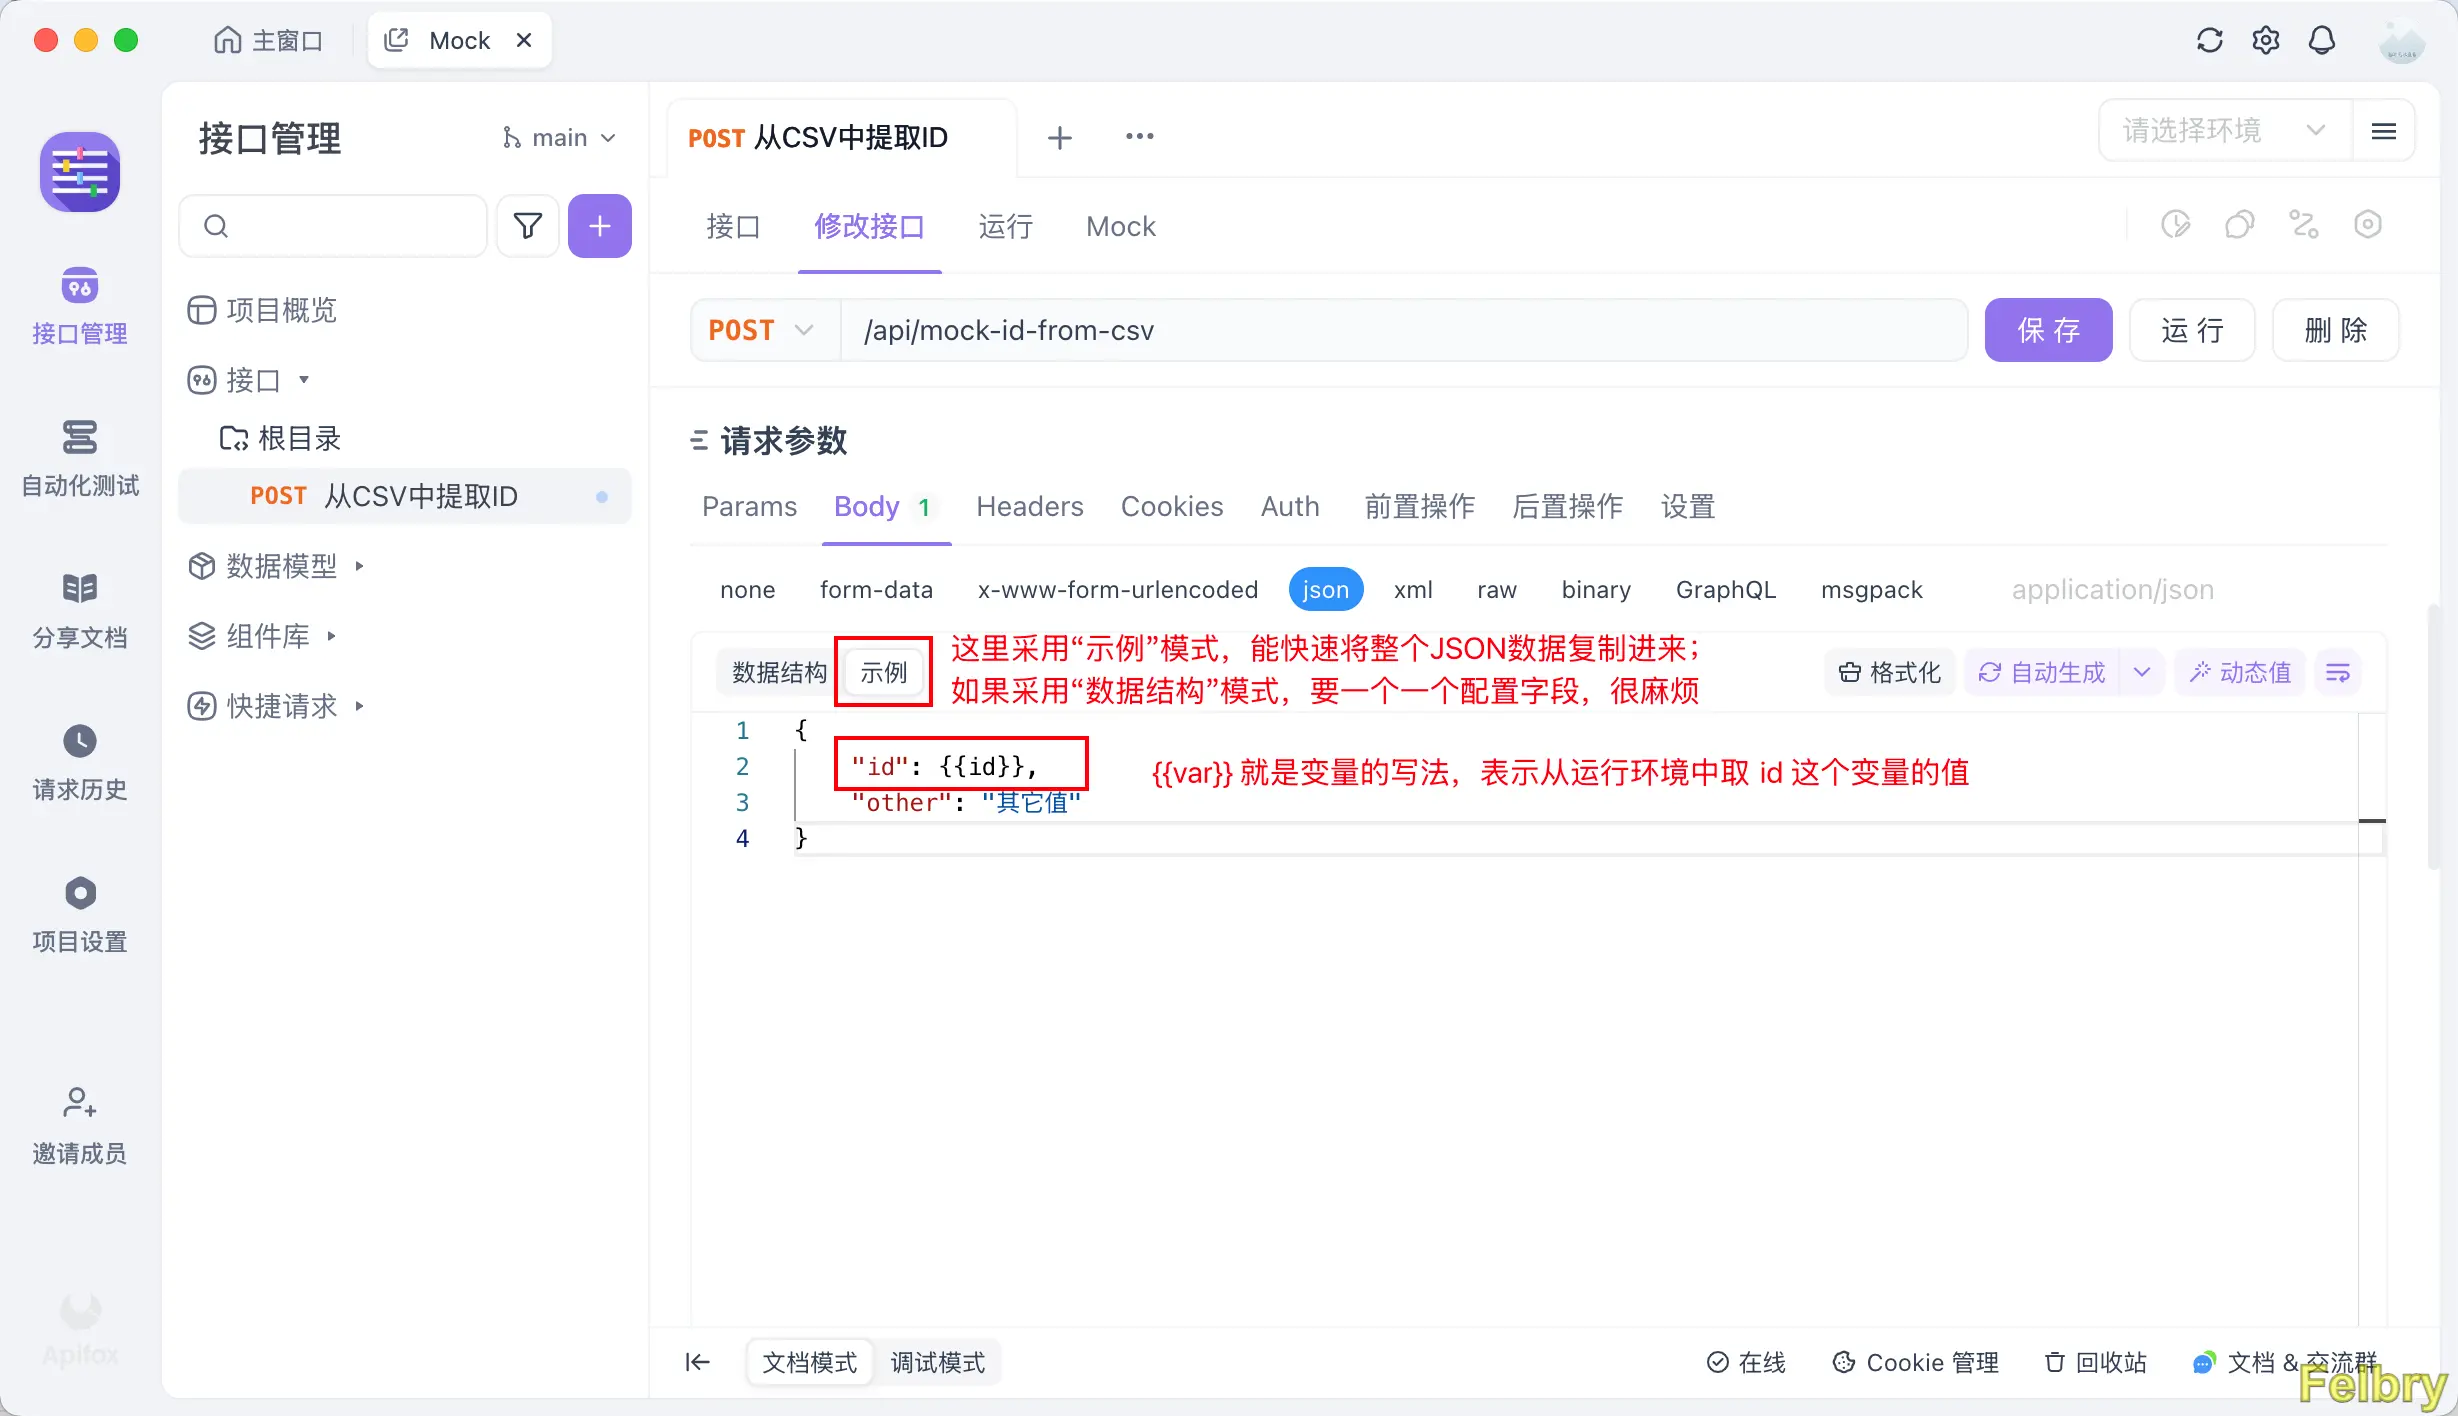 主窗口
Mock
接口管理
main
POST 从CSV中提取ID
请选择环境
接口
修改接口
运行
Mock
接口管理
自动化测试
分享文档
请求历史
项目设置
邀请成员
Apifox
项目概览
接口
根目录
POST 从CSV中提取ID
数据模型
组件库
快捷请求
POST
/api/mock-id-from-csv
保 存
运 行
删 除
请求参数
Params
Body 1
Headers
Cookies
Auth
前置操作
后置操作
设置
none
form-data
x-www-form-urlencoded
json
xml
raw
binary
GraphQL
msgpack
application/json
数据结构
示例
这里采用“示例”模式，能快速将整个JSON数据复制进来；
如果采用“数据结构”模式，要一个一个配置字段，很麻烦
格式化
自动生成
动态值
1 {
2 "id": {{id}},
{{var}} 就是变量的写法，表示从运行环境中取 id 这个变量的值
3 "other": "其它值"
4 }
文档模式
调试模式
在线
Cookie 管理
回收站
文档 & 交流群
Felbry